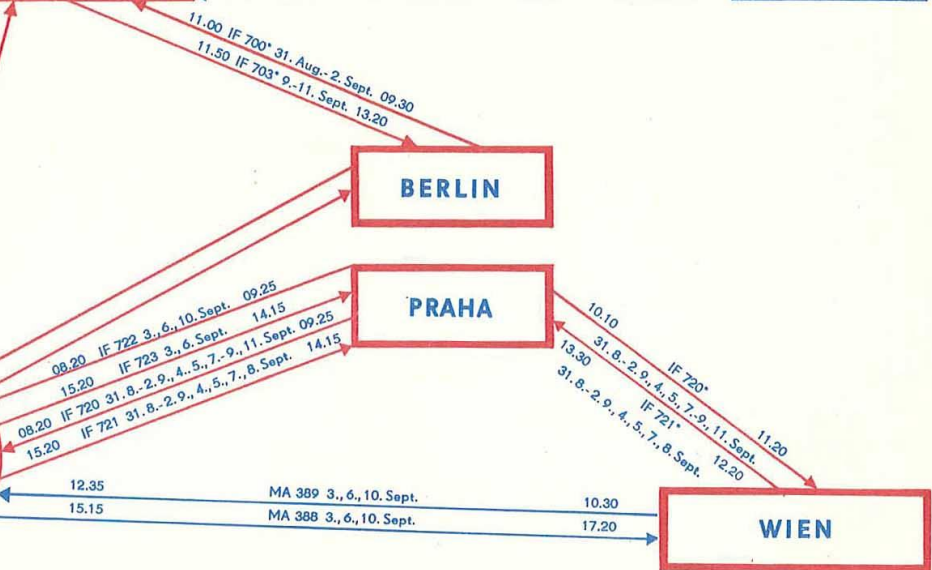 11.00 IF 700* 31. Aug.-2. Sept. 09.30
11.50 IF 703* 9.-11. Sept. 13.20
BERLIN
PRAHA
08.20 IF 722 3., 6., 10. Sept. 09.25
15.20 IF 723 3., 6. Sept. 14.15
08.20 IF 720 31. 8.-2. 9., 4., 5., 7.-9., 11. Sept. 09.25
15.20 IF 721 31. 8.-2. 9., 4., 5., 7., 8. Sept. 14.15
10.10 IF 720* 11.20
31. 8.-2. 9., 4., 5., 7.-9., 11. Sept.
13.30 IF 721* 12.20
31. 8.-2. 9., 4., 5., 7., 8. Sept.
12.35 MA 389 3., 6., 10. Sept. 10.30
15.15 MA 388 3., 6., 10. Sept. 17.20
WIEN